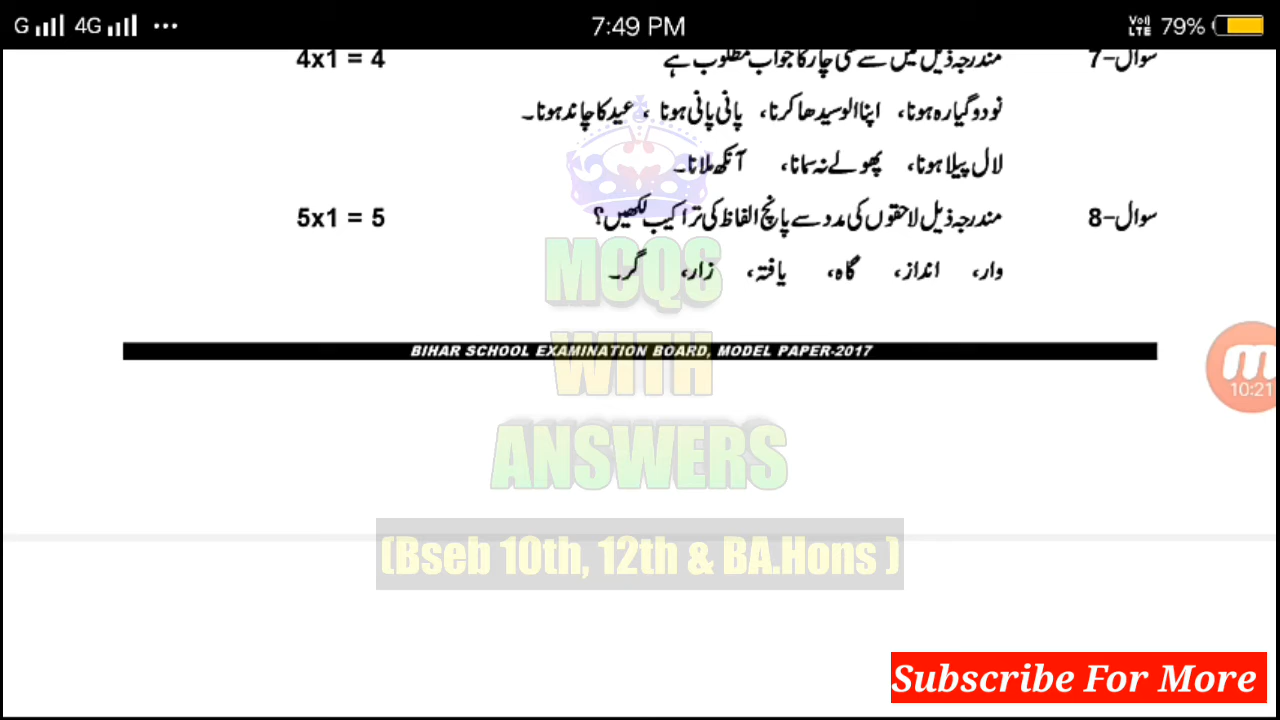 G 4G ••• 7:49 PM VoLTE 79%
سوال-7 مندرجہ ذیل میں سے کسی چار کا جواب مطلوب ہے 4x1 = 4
نو دو گیارہ ہونا، اپنا الو سیدھا کرنا، پانی پانی ہونا ، عید کا چاند ہونا۔
لال پیلا ہونا، پھولے نہ سمانا، آنکھ ملانا۔
سوال-8 مندرجہ ذیل لاحقوں کی مدد سے پانچ الفاظ کی تراکیب لکھیں؟ 5x1 = 5
وار، انداز، گاہ، یافتہ، زار، گر۔
MCQS
BIHAR SCHOOL EXAMINATION BOARD, MODEL PAPER-2017
WITH
10:21
ANSWERS
(Bseb 10th, 12th & BA.Hons )
Subscribe For More